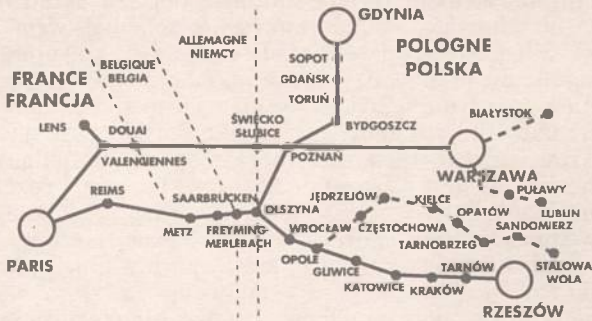 GDYNIA
ALLEMAGNE
NIEMCY
POLOGNE
POLSKA
SOPOT
GDAŃSK
TORUŃ
BELGIQUE
BELGIA
FRANCE
FRANCJA
BIAŁYSTOK
LENS
DOUAI
ŚWIECKO
SŁUBICE
BYDGOSZCZ
VALENCIENNES
POZNAŃ
WARSZAWA
REIMS
SAARBRUCKEN
OLSZYNA
JĘDRZEJÓW
KIELCE
PUŁAWY
LUBLIN
METZ
FREYMING-
MERLEBACH
WROCŁAW
CZĘSTOCHOWA
OPATÓW
SANDOMIERZ
TARNOBRZEG
PARIS
OPOLE
GLIWICE
KATOWICE
KRAKÓW
TARNÓW
STALOWA
WOLA
RZESZÓW